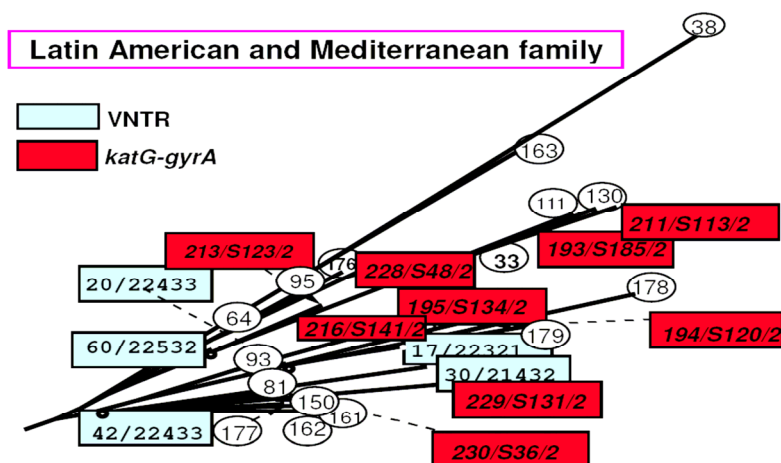 38
Latin American and Mediterranean family
VNTR
katG-gyrA
163
111
130
211/S113/2
213/S123/2
176
33
193/S185/2
20/22433
95
228/S48/2
195/S134/2
178
64
216/S141/2
179
194/S120/2
60/22532
93
17/22321
30/21432
81
150
161
229/S131/2
42/22433
177
162
230/S36/2